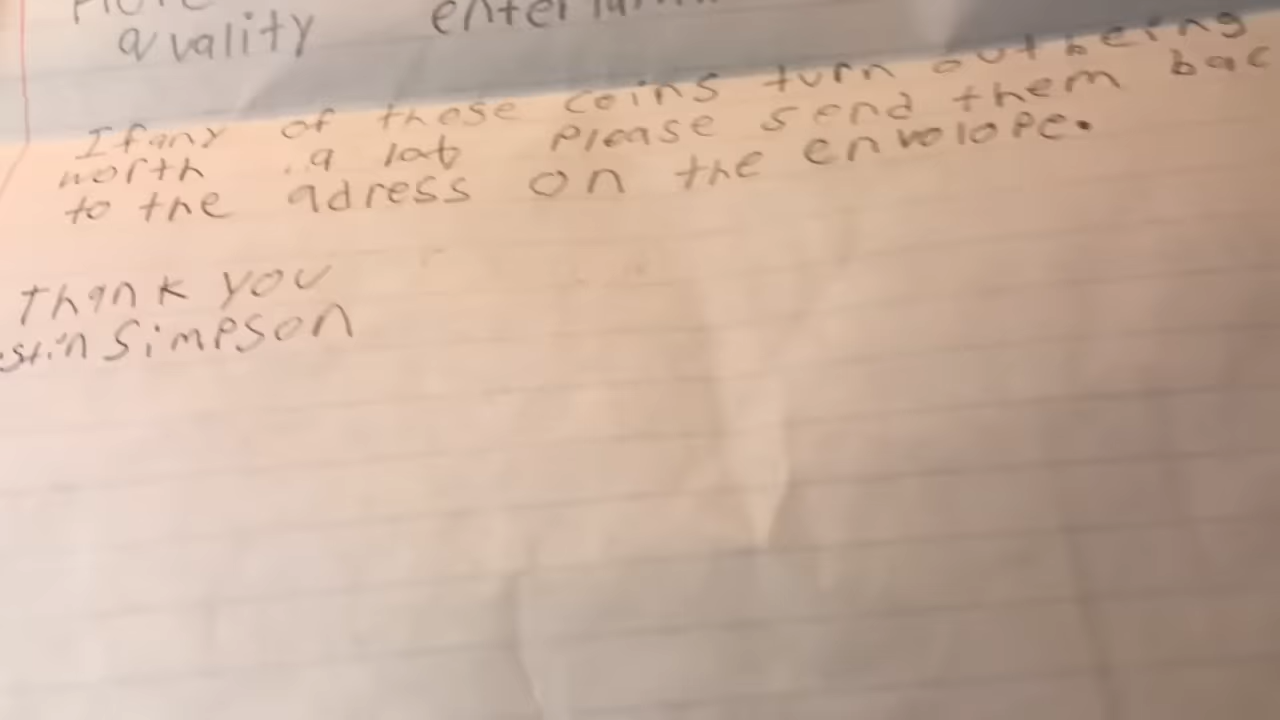 quality
If any of these coins turn out being
worth a lot please send them bac
to the adress on the envolope.
Thank you
Simpson